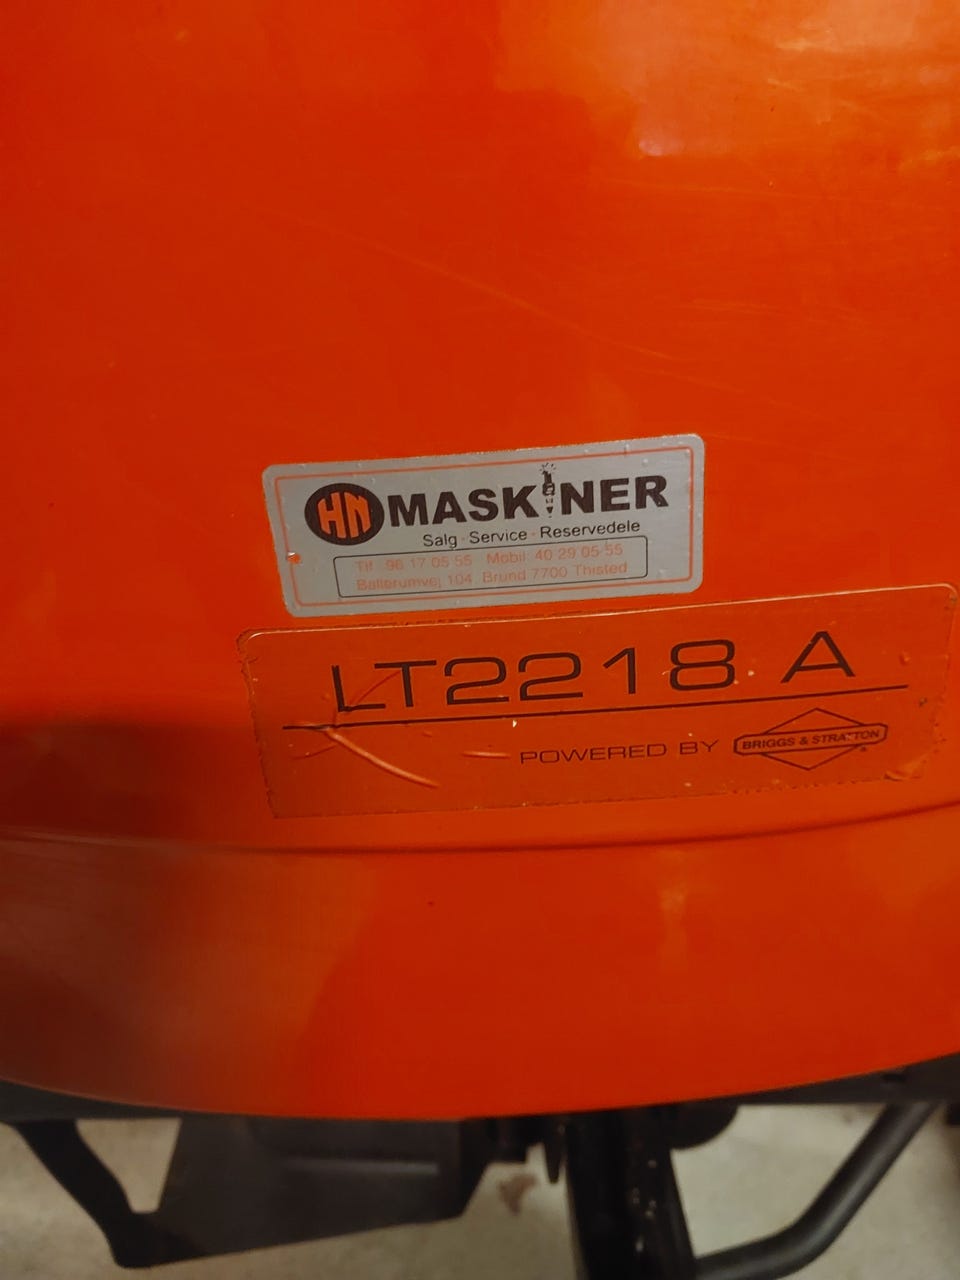 HN MASKINER
Salg · Service · Reservedele
Tlf. 96 17 05 55 Mobil: 40 29 05 55
Ballerumvej 104, Brund 7700 Thisted
LT2218 A
POWERED BY BRIGGS & STRATTON ®